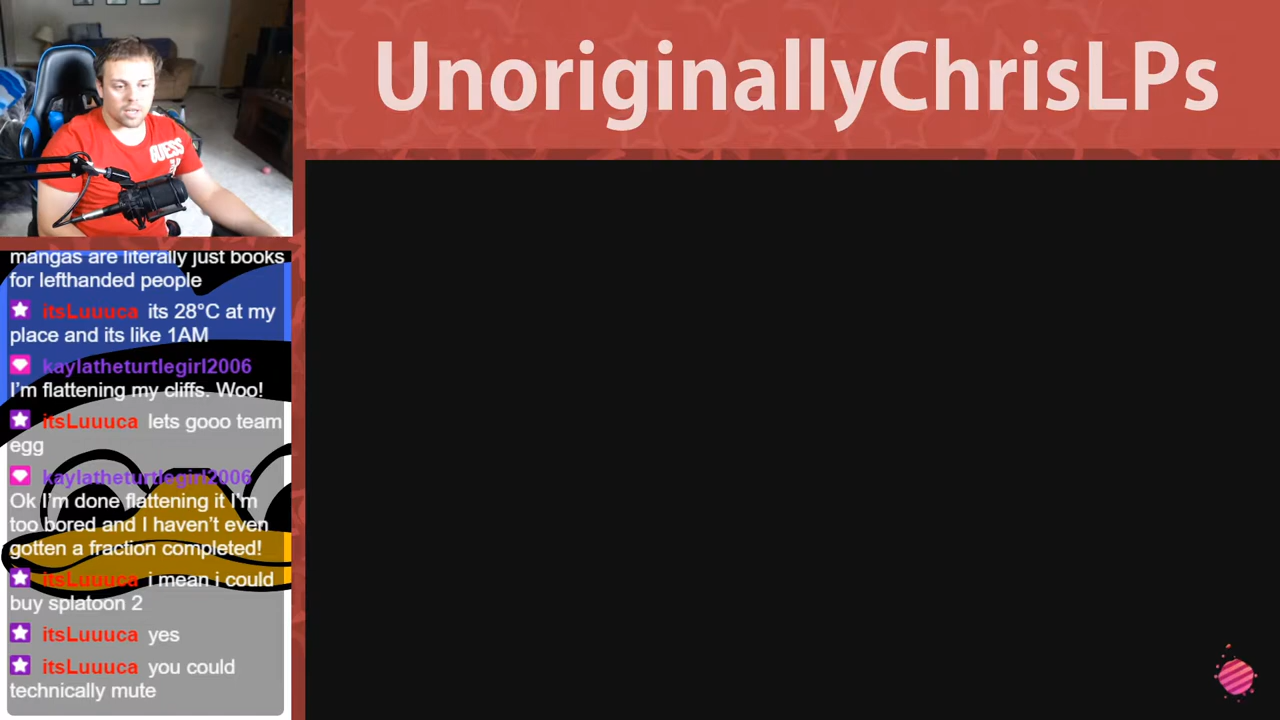 UnoriginallyChrisLPs
GUESS
mangas are literally just books
for lefthanded people
itsLuuuca its 28°C at my
place and its like 1AM
kaylatheturtlegirl2006
I'm flattening my cliffs. Woo!
itsLuuuca lets gooo team
egg
kaylatheturtlegirl2006
Ok I'm done flattening it I'm
too bored and I haven't even
gotten a fraction completed!
itsLuuuca i mean i could
buy splatoon 2
itsLuuuca yes
itsLuuuca you could
technically mute